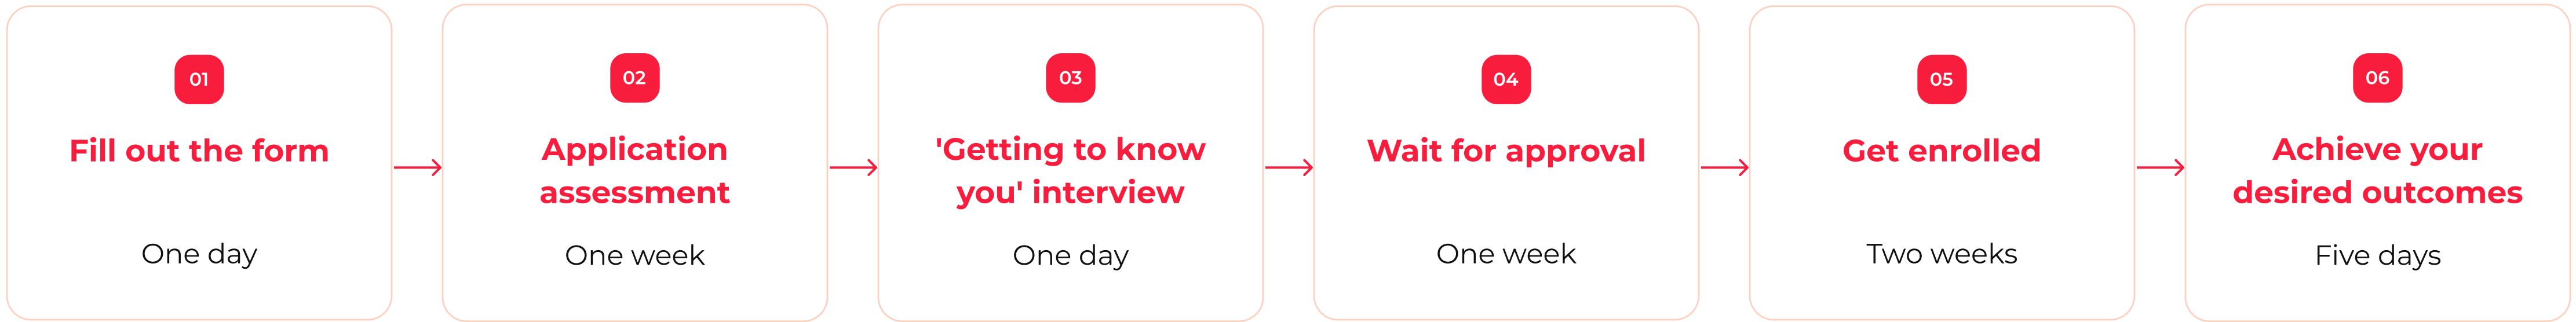 01
Fill out the form
One day
02
Application
assessment
One week
03
'Getting to know
you' interview
One day
04
Wait for approval
One week
05
Get enrolled
Two weeks
06
Achieve your
desired outcomes
Five days